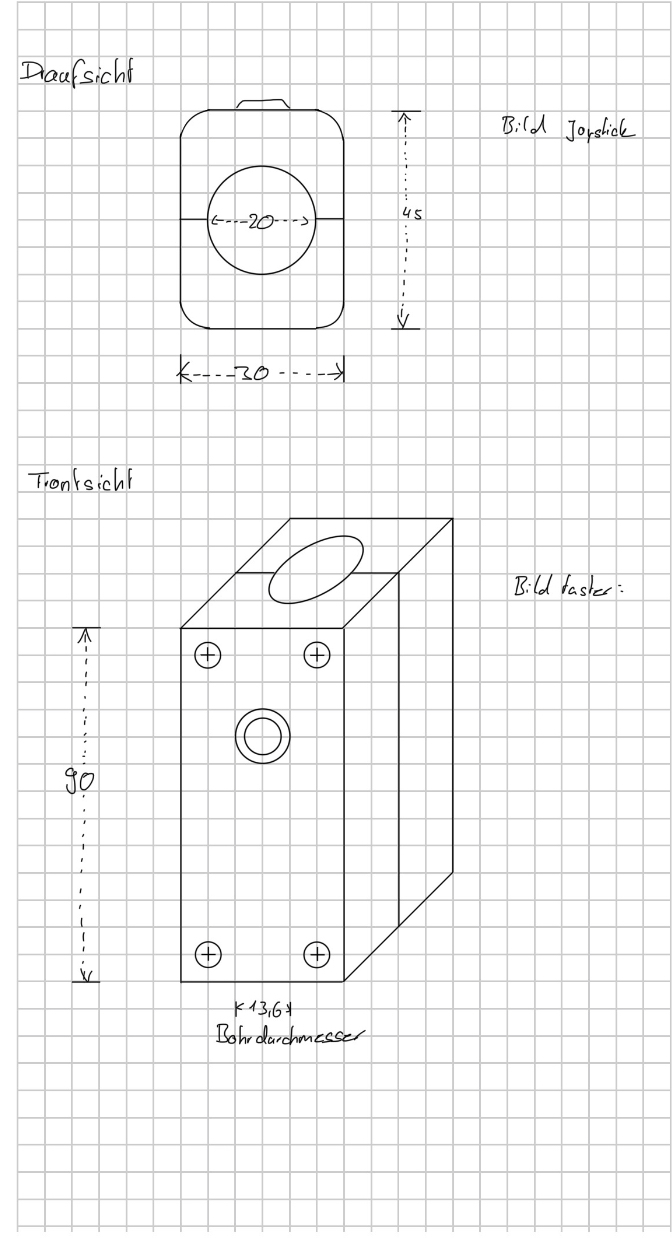 Draufsicht
Bild Joystick
20
45
30
Frontsicht
Bild taster:
90
13,6
Bohrdurchmesser